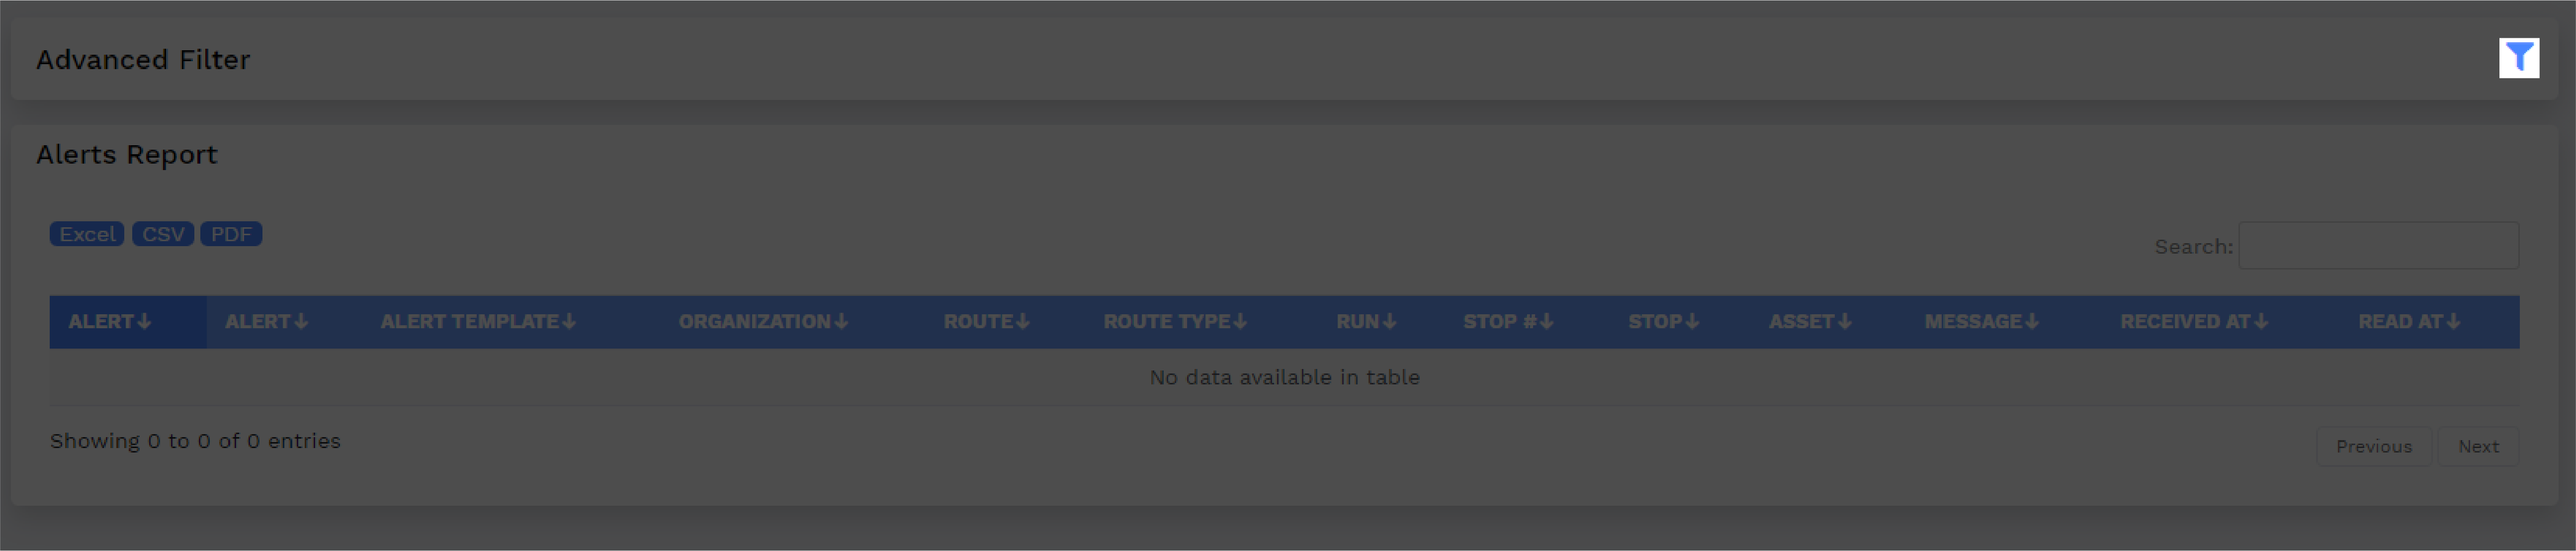 Advanced Filter
Alerts Report
Excel CSV PDF
Search:
ALERT↓ ALERT↓ ALERT TEMPLATE↓ ORGANIZATION↓ ROUTE↓ ROUTE TYPE↓ RUN↓ STOP #↓ STOP↓ ASSET↓ MESSAGE↓ RECEIVED AT↓ READ AT↓
No data available in table
Showing 0 to 0 of 0 entries
Previous Next